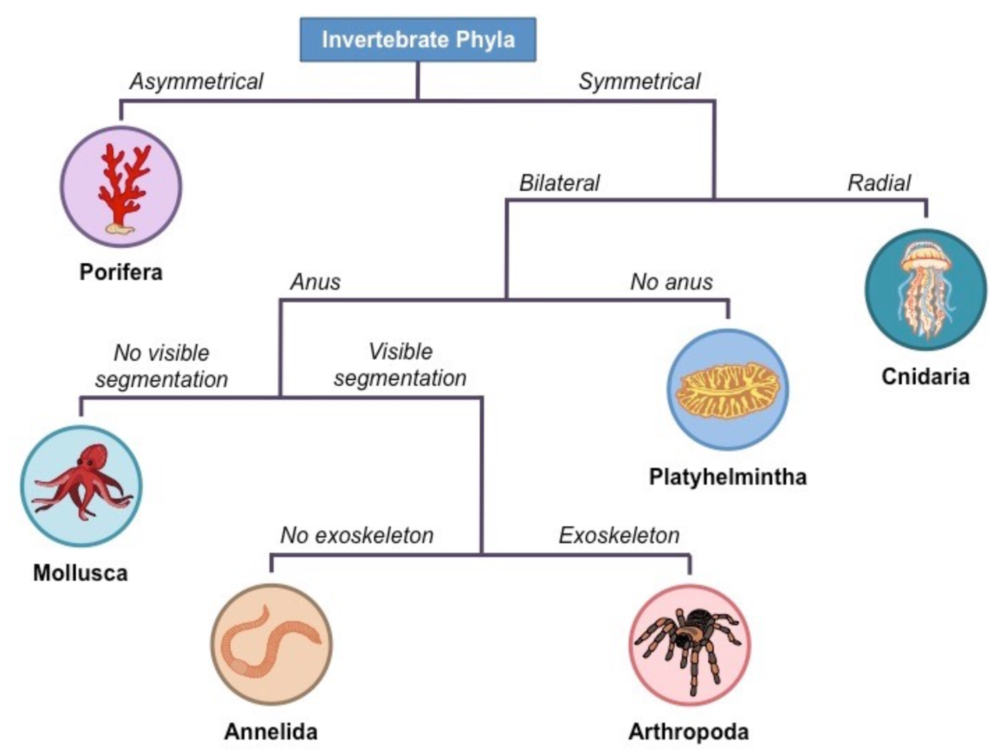 Invertebrate Phyla
Asymmetrical
Symmetrical
Bilateral
Radial
Porifera
Anus
No anus
Cnidaria
No visible
segmentation
Visible
segmentation
Platyhelmintha
Mollusca
No exoskeleton
Exoskeleton
Annelida
Arthropoda